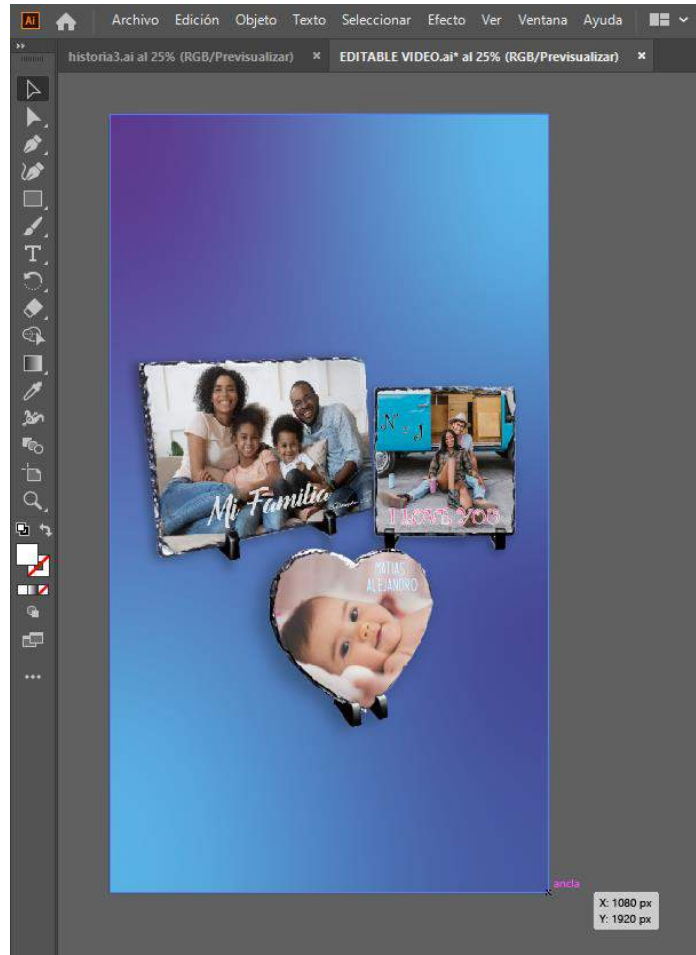 Ai Archivo Edición Objeto Texto Seleccionar Efecto Ver Ventana Ayuda
historia3.ai al 25% (RGB/Previsualizar) × EDITABLE VIDEO.ai* al 25% (RGB/Previsualizar) ×
N y J
Mi Familia
I LOVE YOU
MATIAS
ALEJANDRO
ancla
X: 1080 px
Y: 1920 px